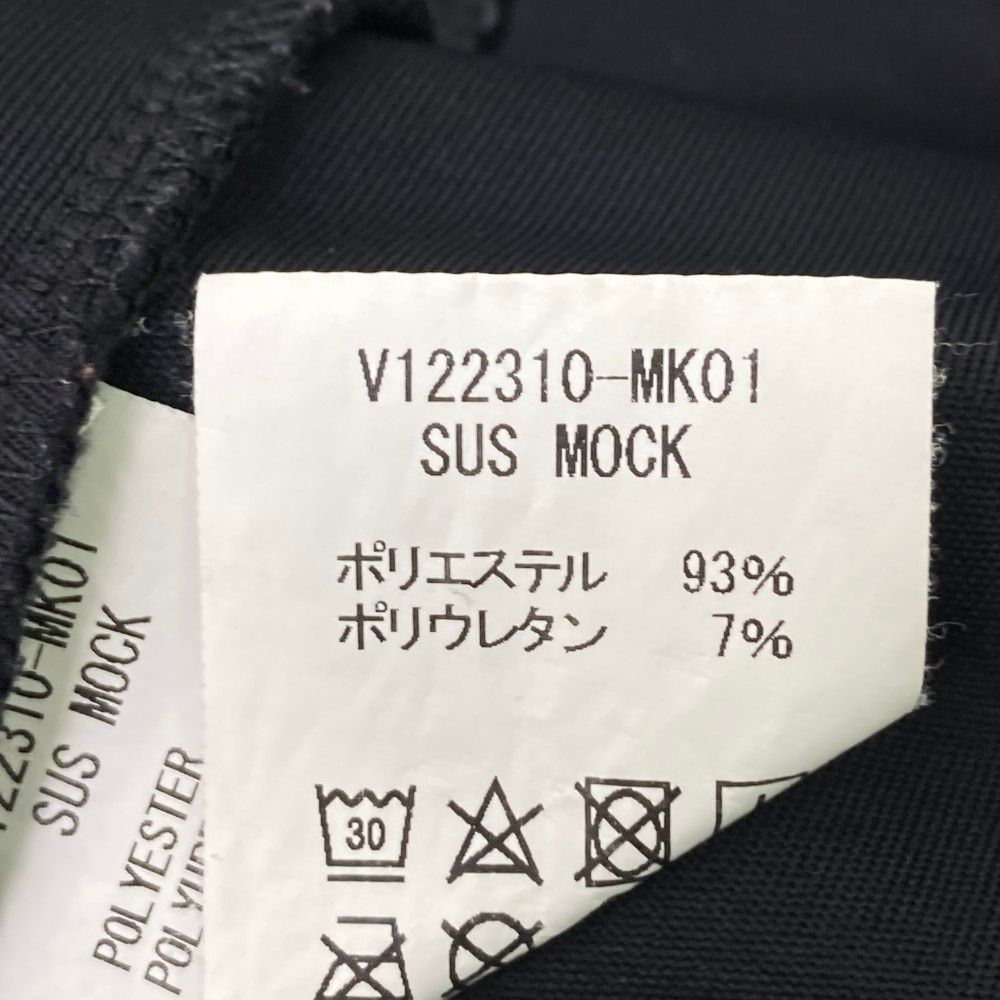 V122310-MK01
SUS MOCK
ポリエステル 93%
ポリウレタン 7%
30
SUS MOCK
POLYESTER